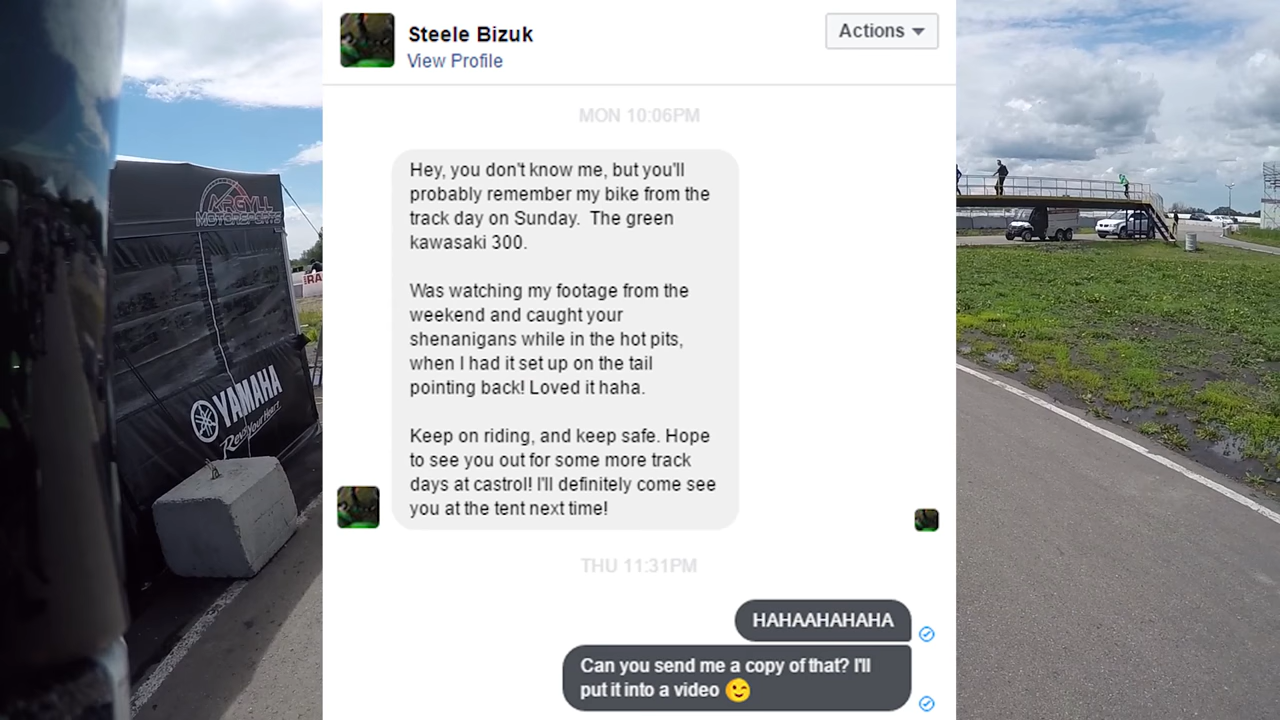 Steele Bizuk
View Profile
Actions
MON 10:06PM
Hey, you don't know me, but you'll
probably remember my bike from the
track day on Sunday.  The green
kawasaki 300.
Was watching my footage from the
weekend and caught your
shenanigans while in the hot pits,
when I had it set up on the tail
pointing back! Loved it haha.
Keep on riding, and keep safe. Hope
to see you out for some more track
days at castrol! I'll definitely come see
you at the tent next time!
THU 11:31PM
HAHAAHAHAHA
Can you send me a copy of that? I'll
put it into a video 😉
ARGYLL
MOTORSPORTS
YAMAHA
Revs Your Heart
RA